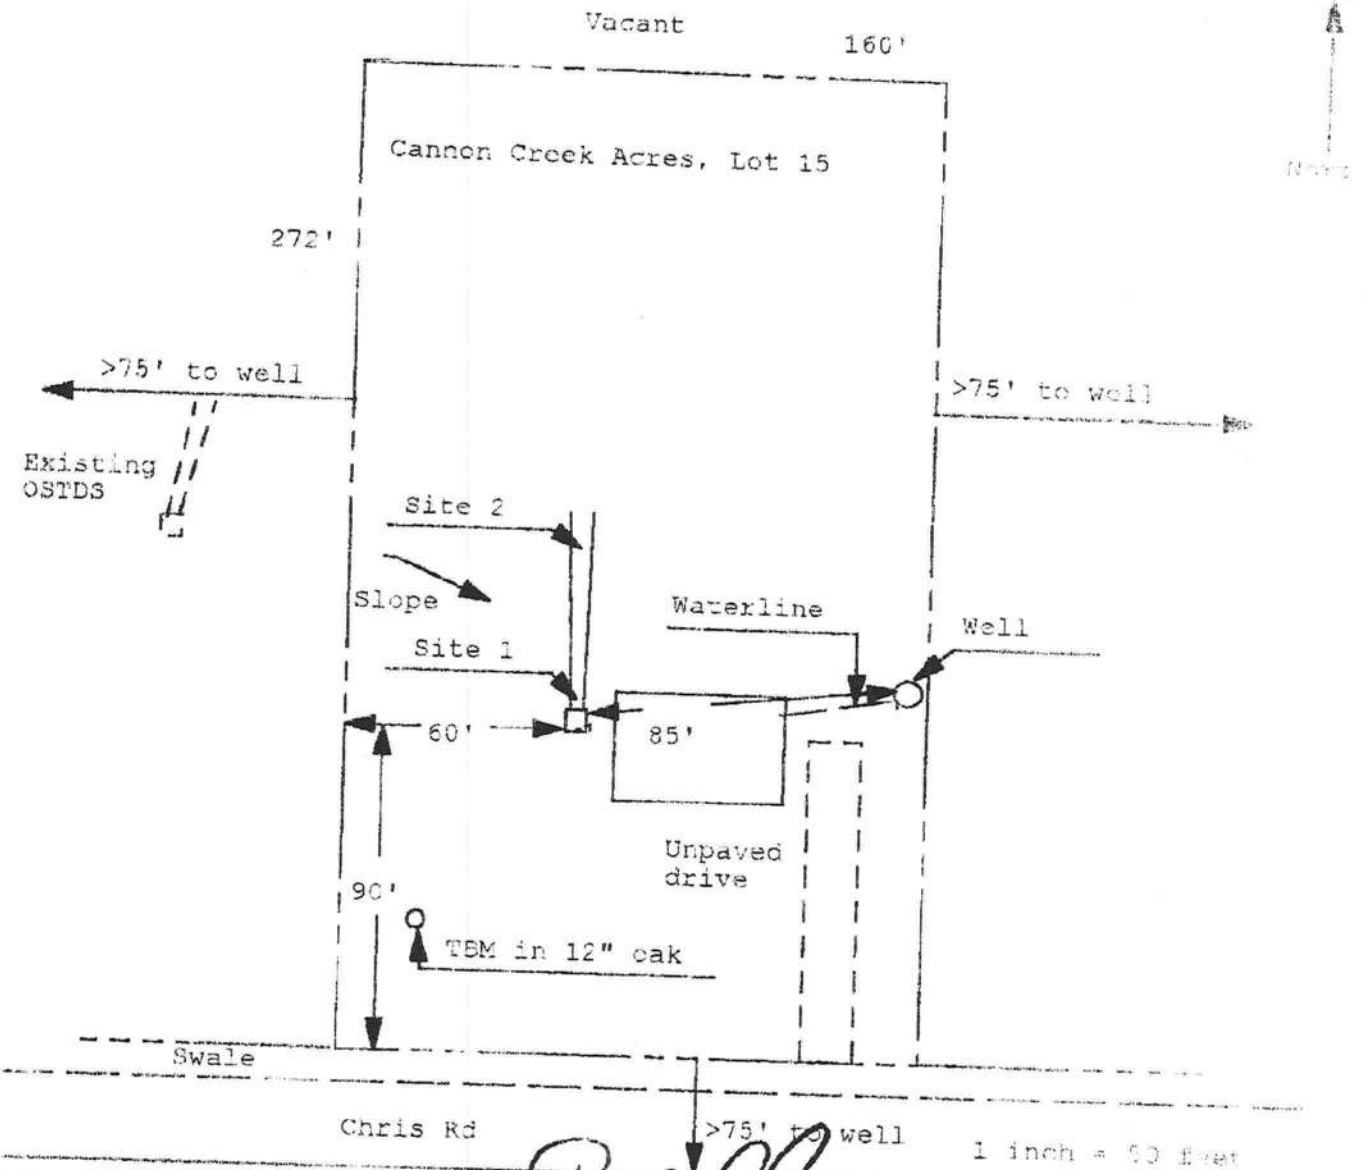 Vacant
160'
Cannon Creek Acres, Lot 15
272'
>75' to well
>75' to well
Existing
OSTDS
Site 2
Slope
Waterline
Well
Site 1
60'
85'
Unpaved
drive
90'
TBM in 12" oak
Swale
Chris Rd
>75' to well
1 inch =